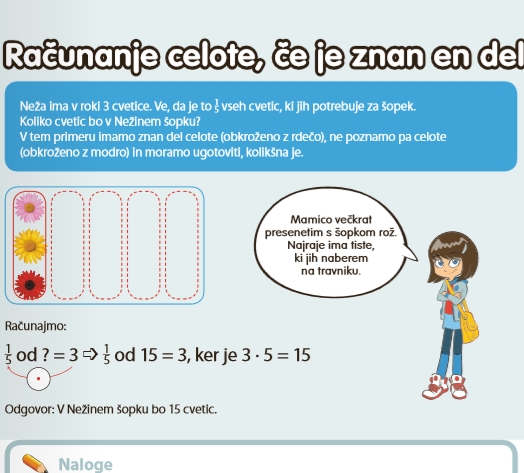 Računanje celote, če je znan en del
Neža ima v roki 3 cvetice. Ve, da je to 1/5 vseh cvetic, ki jih potrebuje za šopek.
Koliko cvetic bo v Nežinem šopku?
V tem primeru imamo znan del celote (obkroženo z rdečo), ne poznamo pa celote
(obkroženo z modro) in moramo ugotoviti, kolikšna je.
Mamico večkrat
presenetim s šopkom rož.
Najraje ima tiste,
ki jih naberem
na travniku.
Računajmo:
1/5 od ? = 3 ⇨ 1/5 od 15 = 3, ker je 3 · 5 = 15
·
Odgovor: V Nežinem šopku bo 15 cvetic.
Naloge